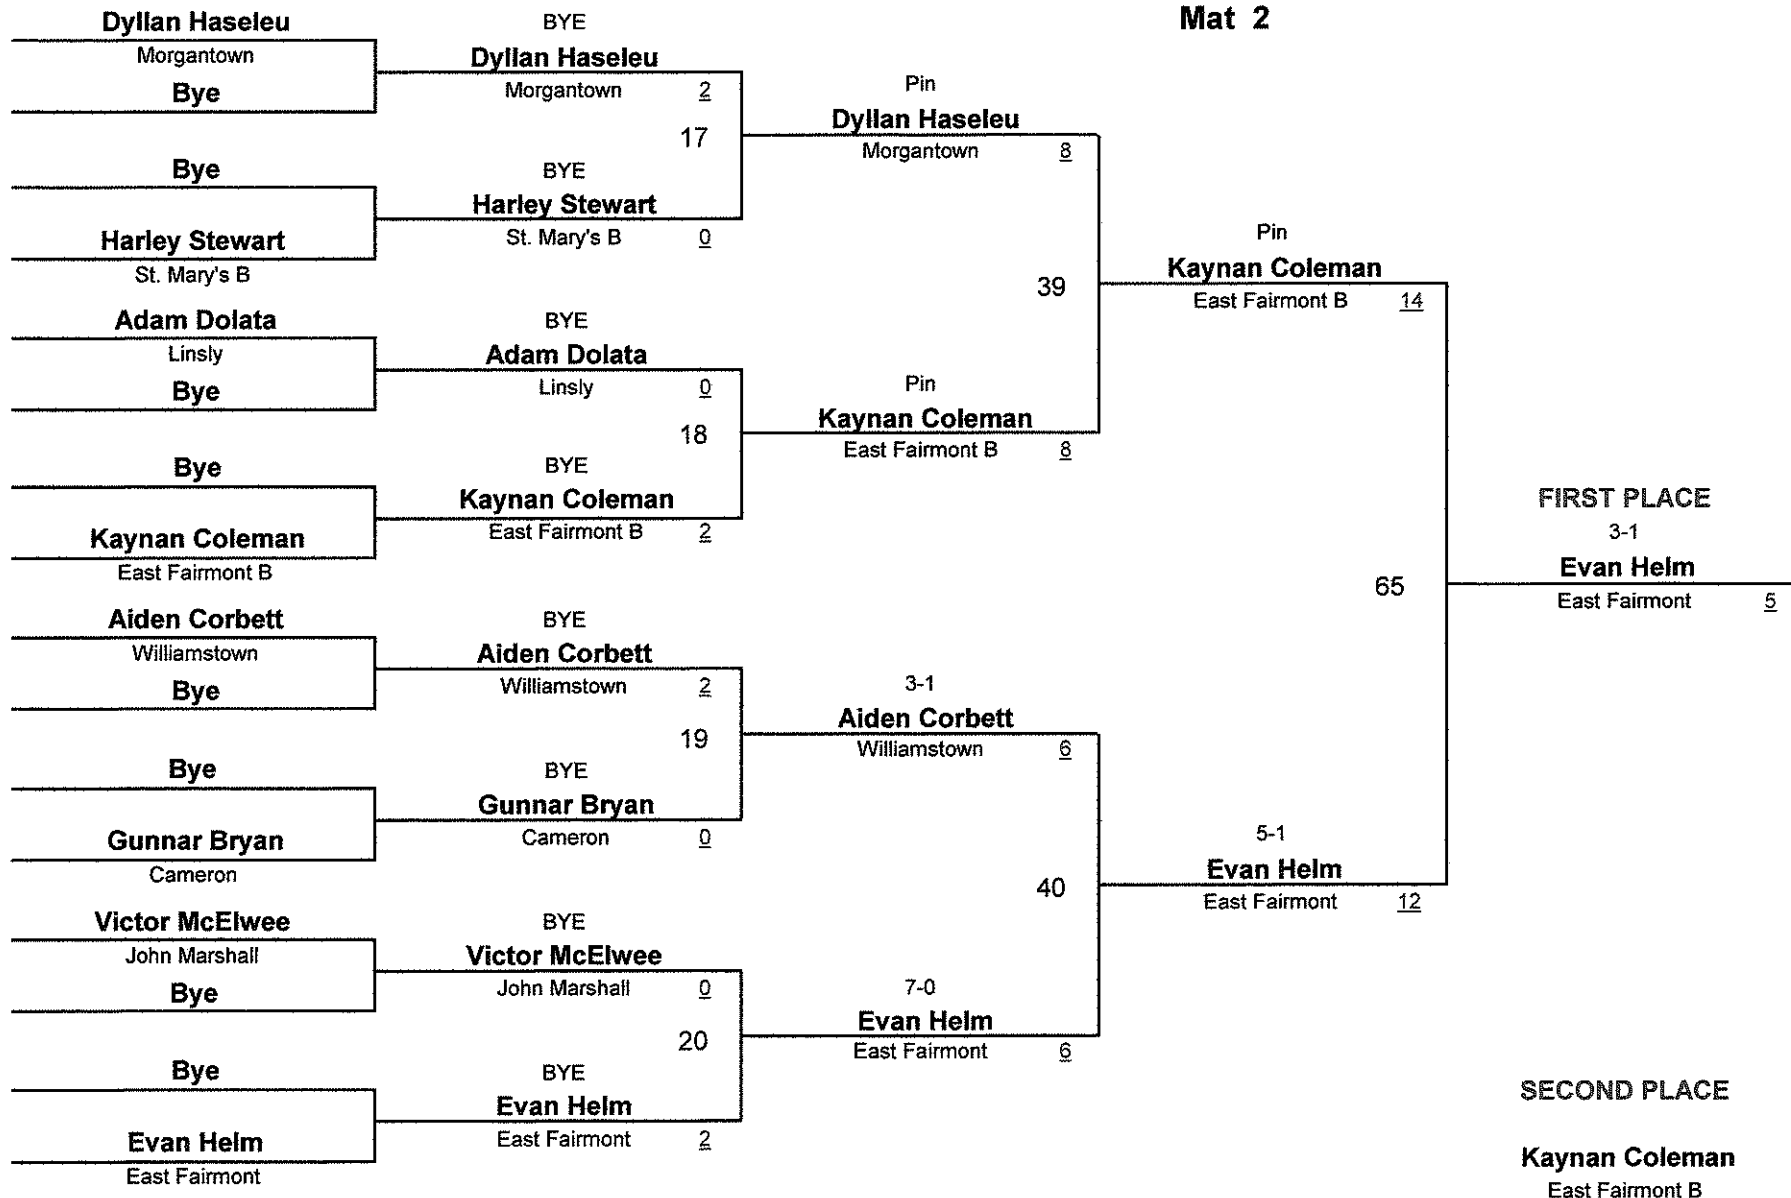 Mat 2
Dyllan Haseleu
Morgantown
Bye
Bye
Harley Stewart
St. Mary's B
Adam Dolata
Linsly
Bye
Bye
Kaynan Coleman
East Fairmont B
Aiden Corbett
Williamstown
Bye
Bye
Gunnar Bryan
Cameron
Victor McElwee
John Marshall
Bye
Bye
Evan Helm
East Fairmont
BYE
Dyllan Haseleu
Morgantown 2
17
BYE
Harley Stewart
St. Mary's B 0
BYE
Adam Dolata
Linsly 0
18
BYE
Kaynan Coleman
East Fairmont B 2
BYE
Aiden Corbett
Williamstown 2
19
BYE
Gunnar Bryan
Cameron 0
BYE
Victor McElwee
John Marshall 0
20
BYE
Evan Helm
East Fairmont 2
Pin
Dyllan Haseleu
Morgantown 8
39
Pin
Kaynan Coleman
East Fairmont B 8
3-1
Aiden Corbett
Williamstown 6
40
7-0
Evan Helm
East Fairmont 6
Pin
Kaynan Coleman
East Fairmont B 14
65
5-1
Evan Helm
East Fairmont 12
FIRST PLACE
3-1
Evan Helm
East Fairmont 5
SECOND PLACE
Kaynan Coleman
East Fairmont B